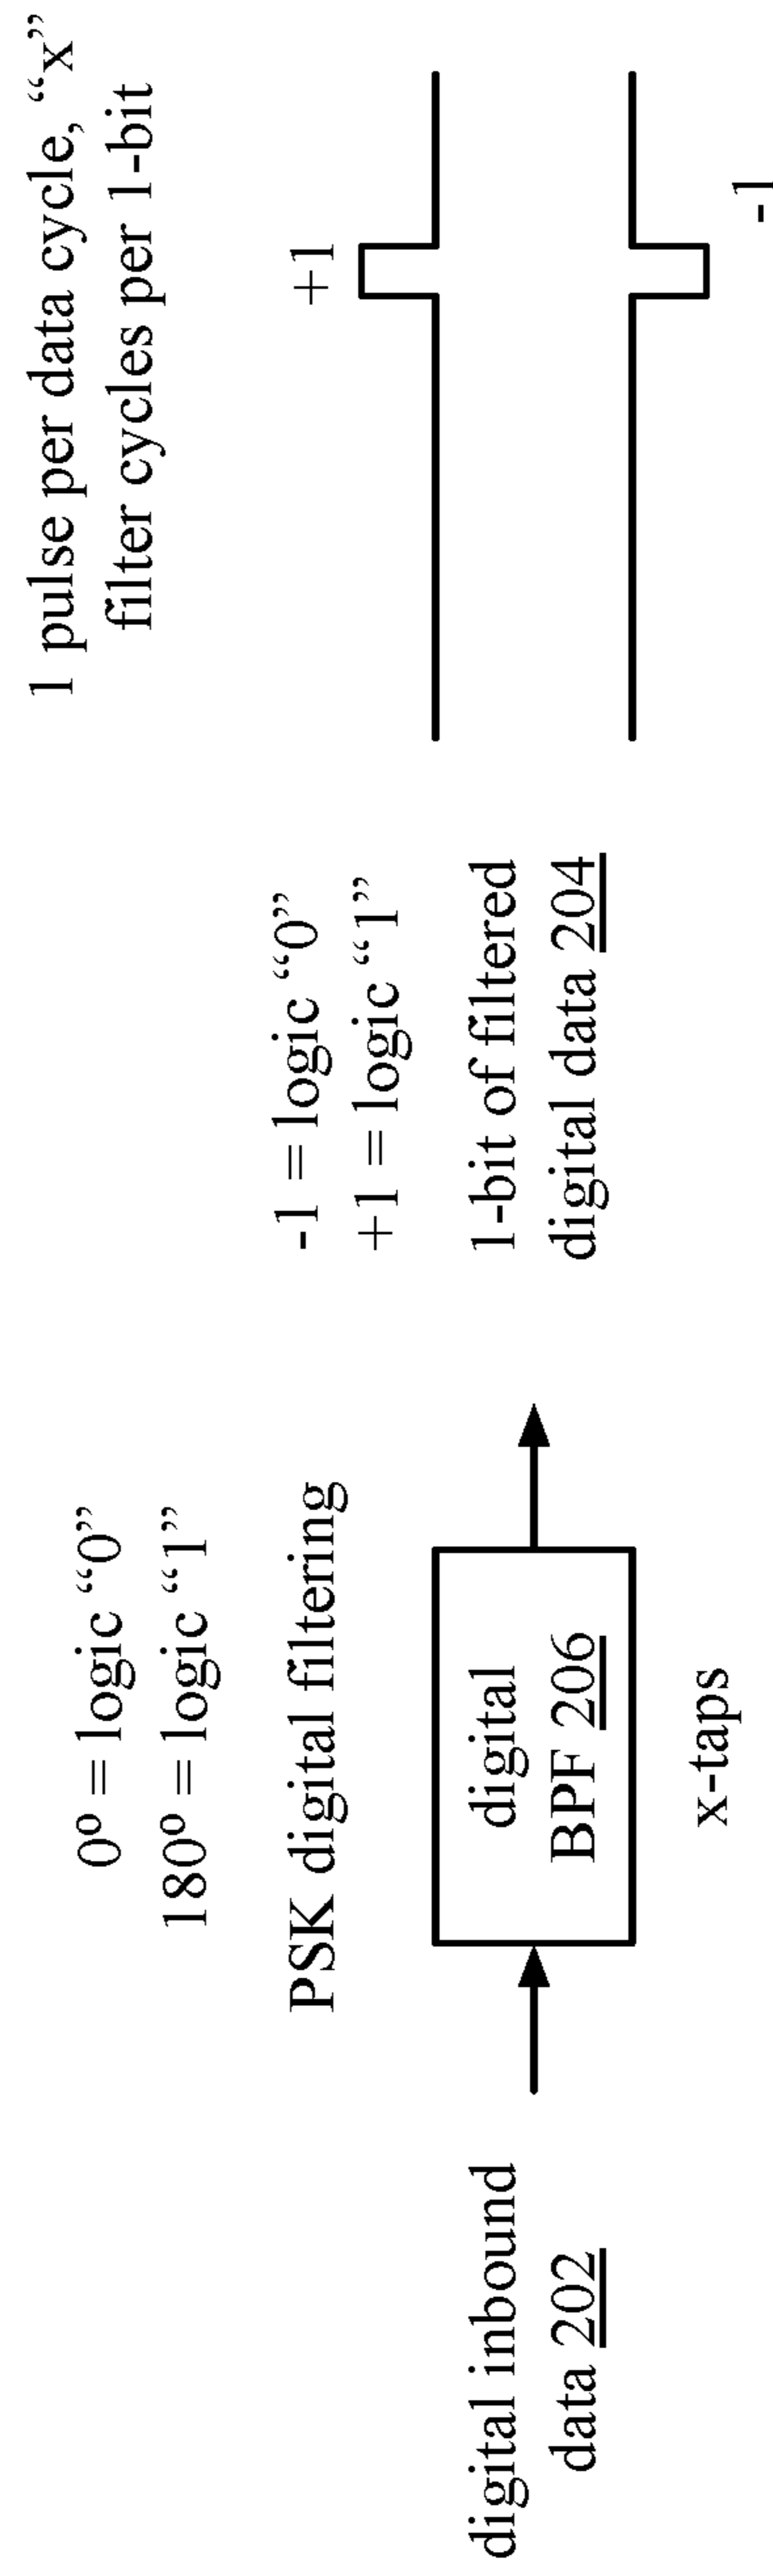 digital inbound
data 202
0º = logic “0”
180º = logic “1”
PSK digital filtering
digital
BPF 206
x-taps
-1 = logic “0”
+1 = logic “1”
1-bit of filtered
digital data 204
1 pulse per data cycle, “x”
filter cycles per 1-bit
+1
-1